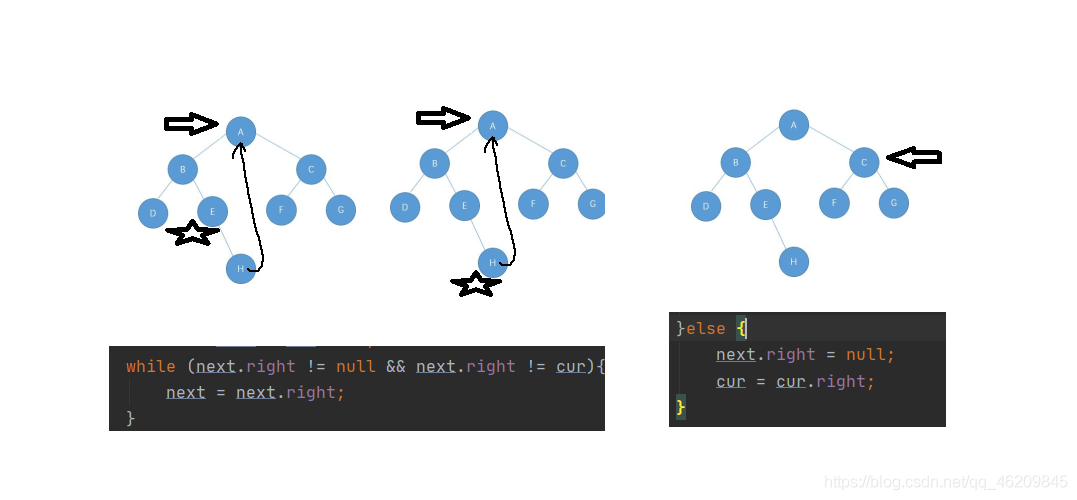 A
B
C
D
E
F
G
H
A
B
C
D
E
F
G
H
A
B
C
D
E
F
G
H
while (next.right != null && next.right != cur){
next = next.right;
}
}else {
next.right = null;
cur = cur.right;
}
https://blog.csdn.net/qq_46209845